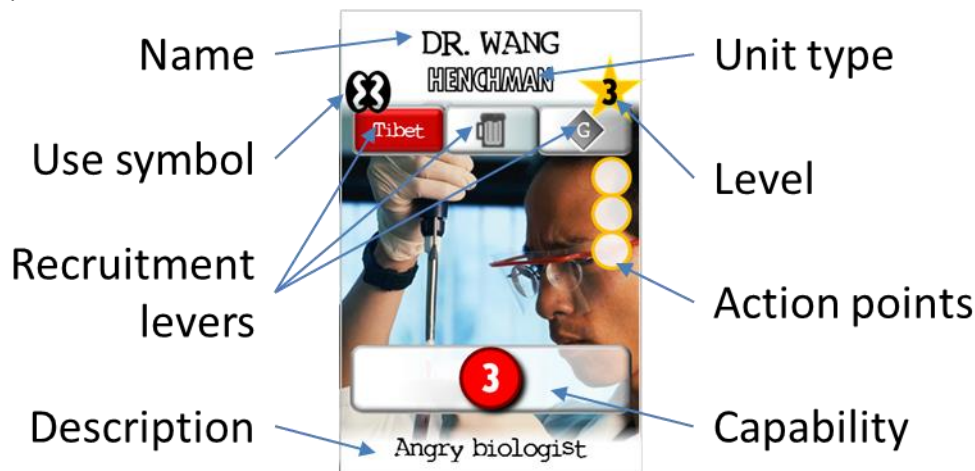 Name
DR. WANG
Unit type
HENCHMAN
3
Use symbol
Tibet
G
Level
Recruitment
levers
Action points
3
Description
Capability
Angry biologist